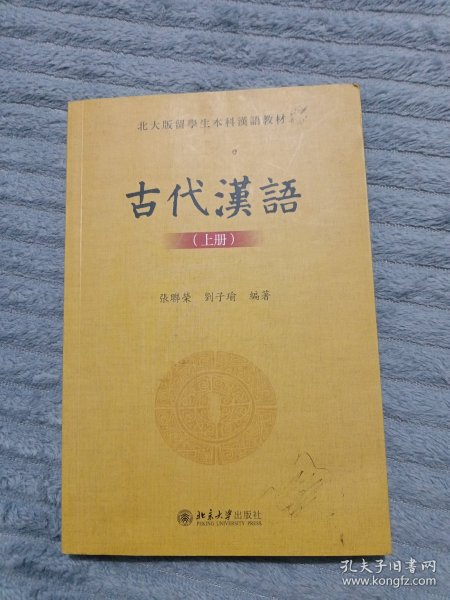 北大版留學生本科漢語教材
古代漢語
(上册)
張聯榮 劉子瑜 編著
北京大学出版社
PEKING UNIVERSITY PRESS
孔夫子旧书网
www.kongfz.com